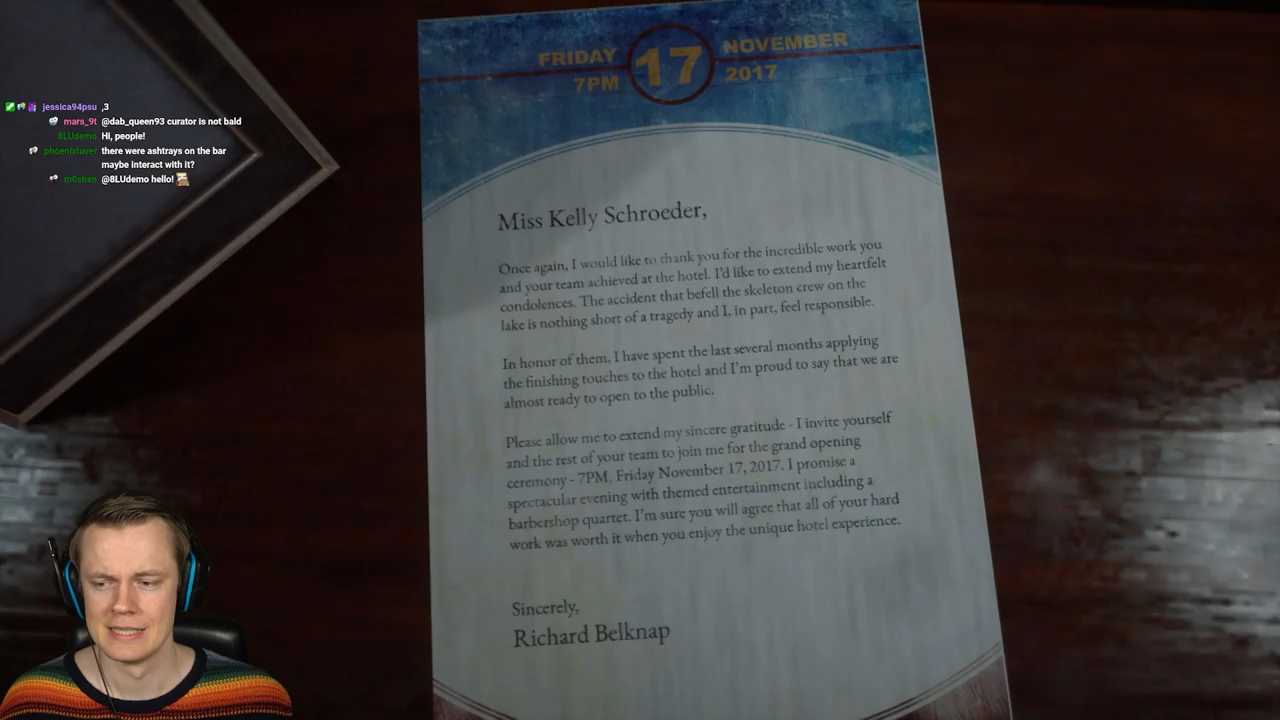 jessica94psu ,3
mars_9t @dab_queen93 curator is not bald
8LUdemo Hi, people!
phoenixluver there were ashtrays on the bar
maybe interact with it?
m0shen @8LUdemo hello!
FRIDAY 17 NOVEMBER
7PM 2017
Miss Kelly Schroeder,
Once again, I would like to thank you for the incredible work you
and your team achieved at the hotel. I'd like to extend my heartfelt
condolences. The accident that befell the skeleton crew on the
lake is nothing short of a tragedy and I, in part, feel responsible.
In honor of them, I have spent the last several months applying
the finishing touches to the hotel and I'm proud to say that we are
almost ready to open to the public.
Please allow me to extend my sincere gratitude - I invite yourself
and the rest of your team to join me for the grand opening
ceremony - 7PM, Friday November 17, 2017. I promise a
spectacular evening with themed entertainment including a
barbershop quartet. I'm sure you will agree that all of your hard
work was worth it when you enjoy the unique hotel experience.
Sincerely,
Richard Belknap